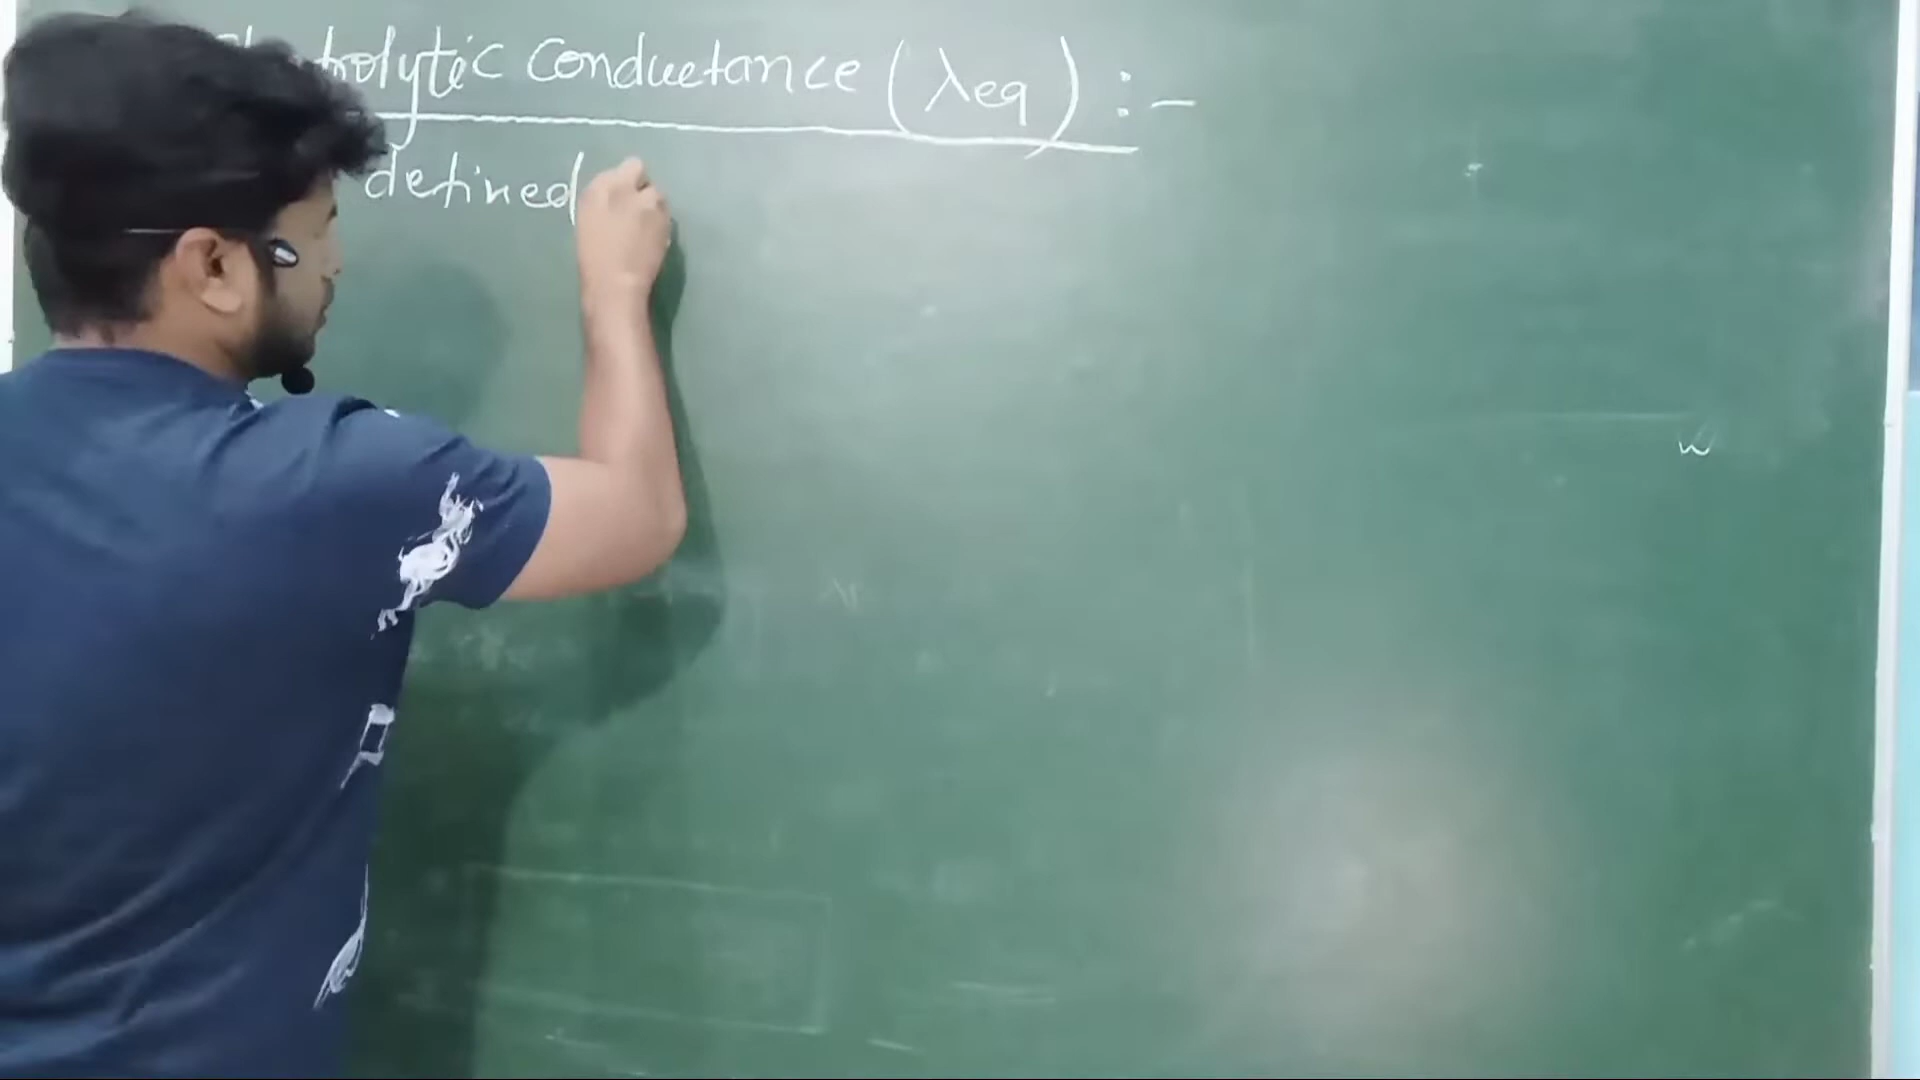 Conductance (λeq) :-
defined